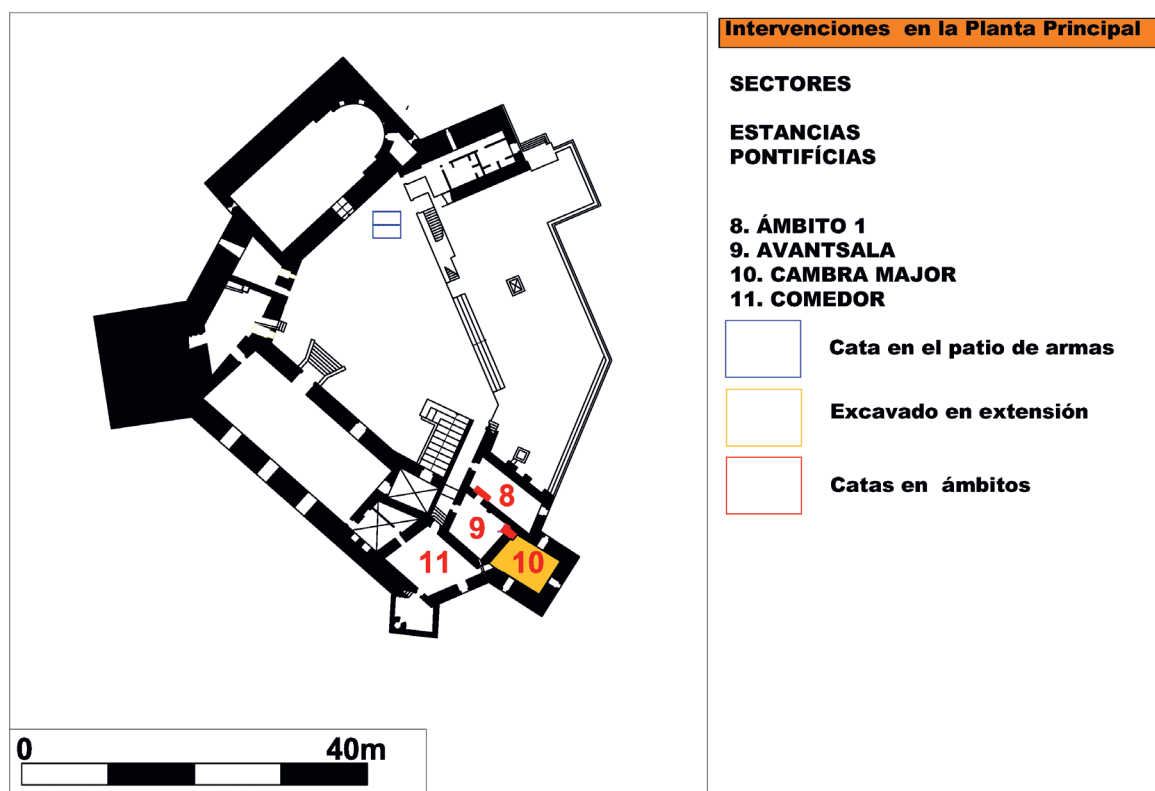 Intervenciones en la Planta Principal
SECTORES
ESTANCIAS
PONTIFÍCIAS
8. ÁMBITO 1
9. AVANTSALA
10. CAMBRA MAJOR
11. COMEDOR
Cata en el patio de armas
Excavado en extensión
Catas en ámbitos
8
9
10
11
0 40m